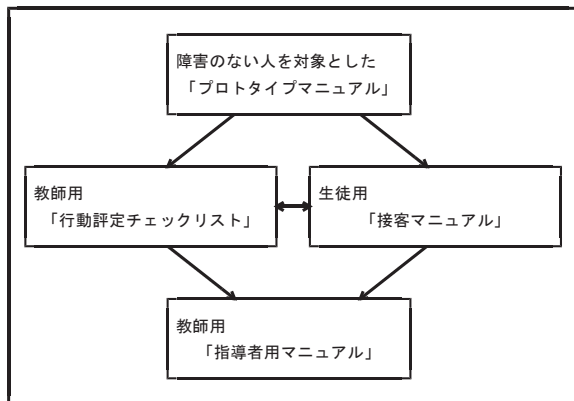 障害のない人を対象とした
「プロトタイプマニュアル」
教師用
「行動評定チェックリスト」
生徒用
「接客マニュアル」
教師用
「指導者用マニュアル」